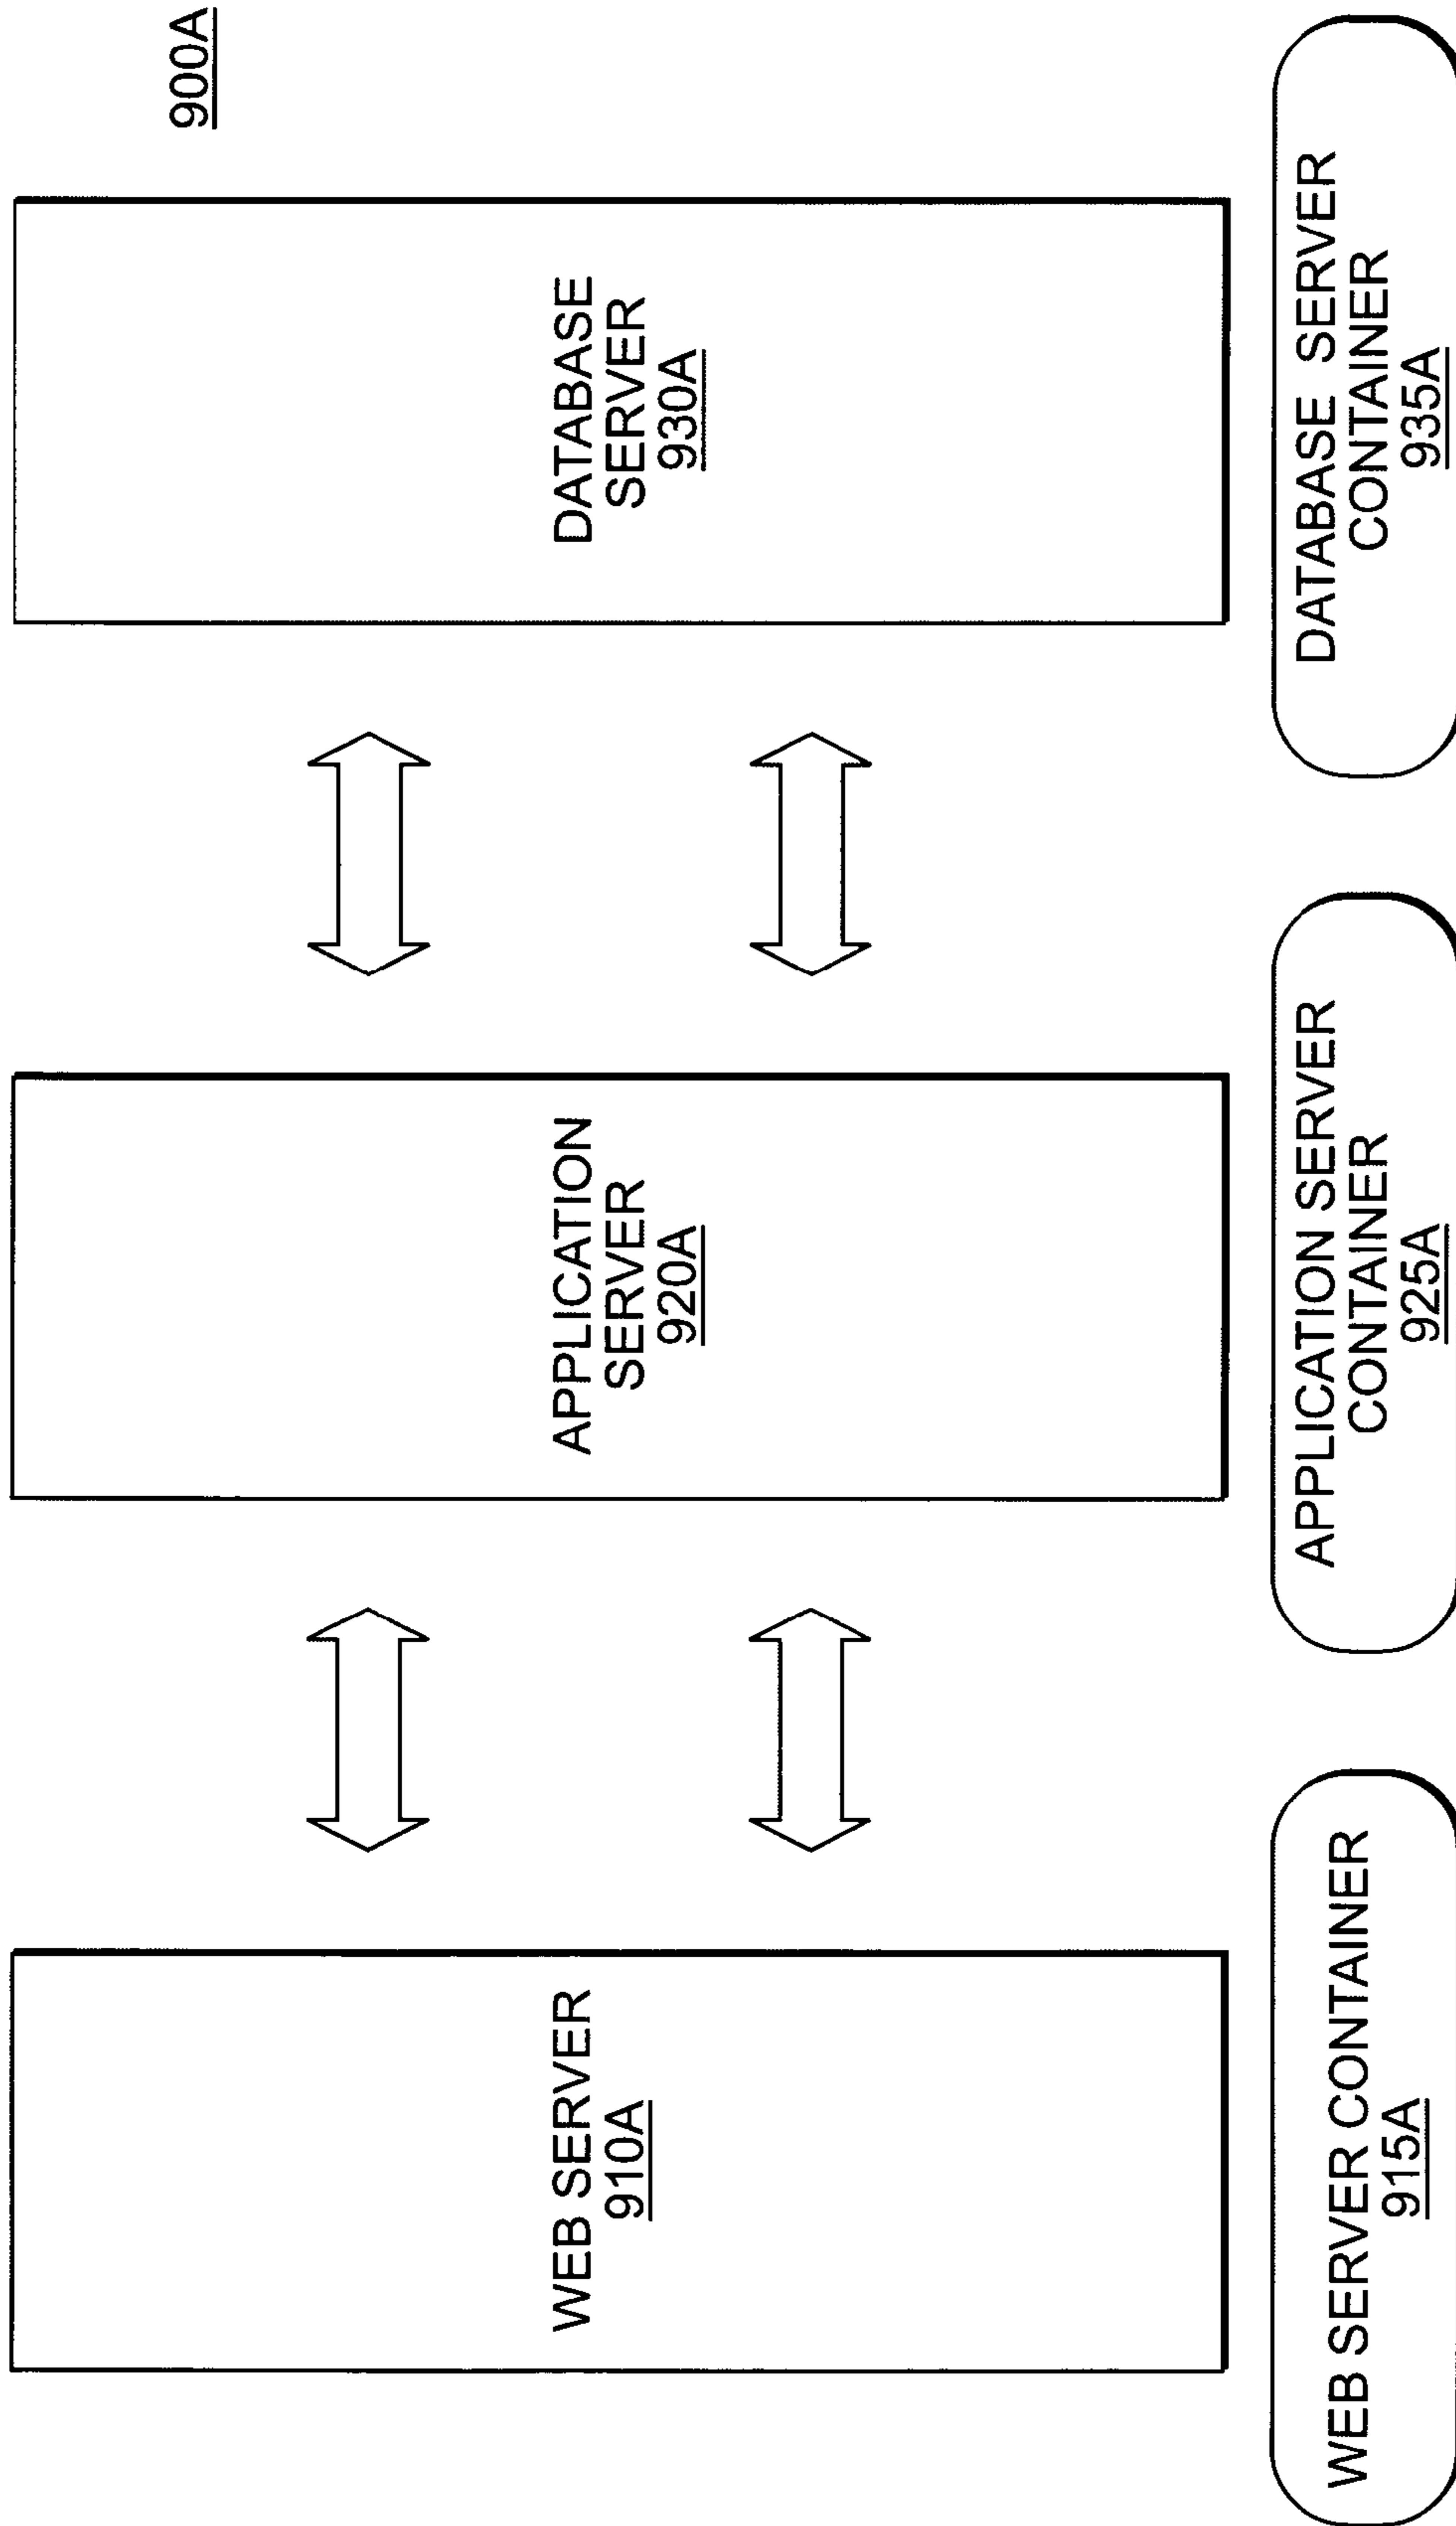 900A
WEB SERVER
910A
APPLICATION
SERVER
920A
DATABASE
SERVER
930A
WEB SERVER CONTAINER
915A
APPLICATION SERVER
CONTAINER
925A
DATABASE SERVER
CONTAINER
935A